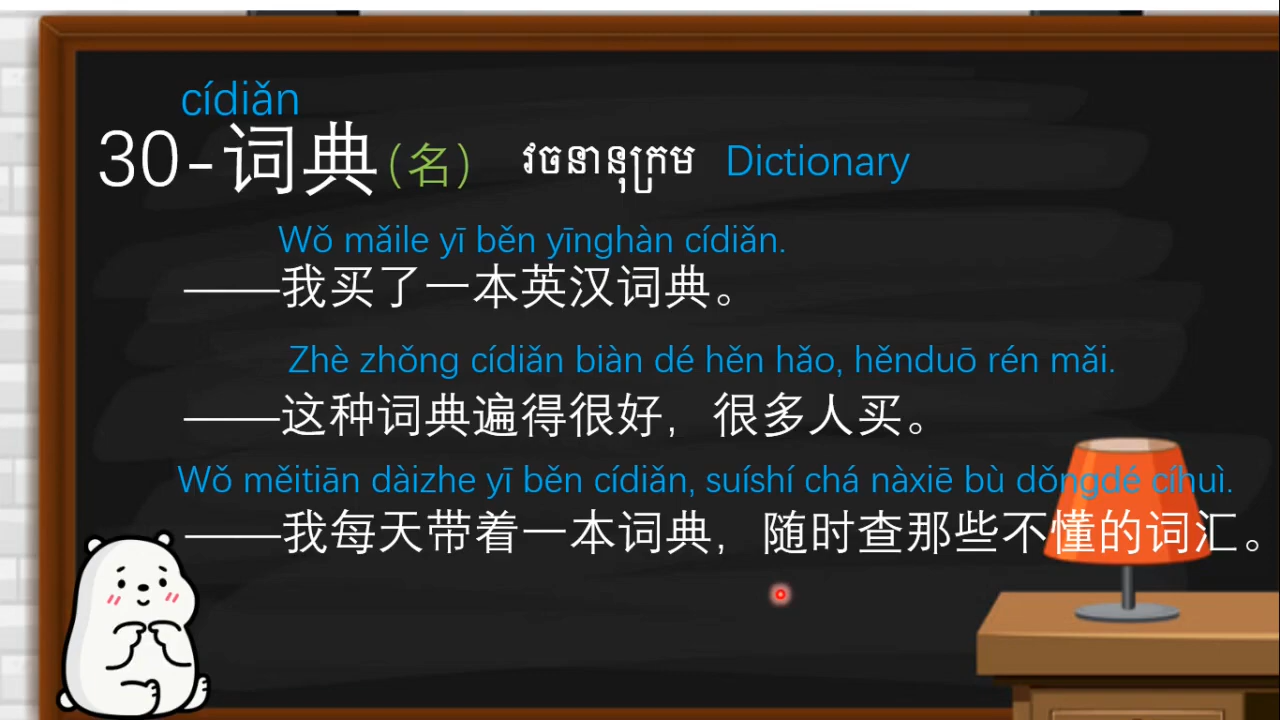 cídiǎn
30-词典(名) វចនានុក្រម Dictionary
Wǒ mǎile yī běn yīnghàn cídiǎn.
——我买了一本英汉词典。
Zhè zhǒng cídiǎn biàn dé hěn hǎo, hěnduō rén mǎi.
——这种词典遍得很好，很多人买。
Wǒ měitiān dàizhe yī běn cídiǎn, suíshí chá nàxiē bù dǒngdé cíhuì.
——我每天带着一本词典，随时查那些不懂的词汇。